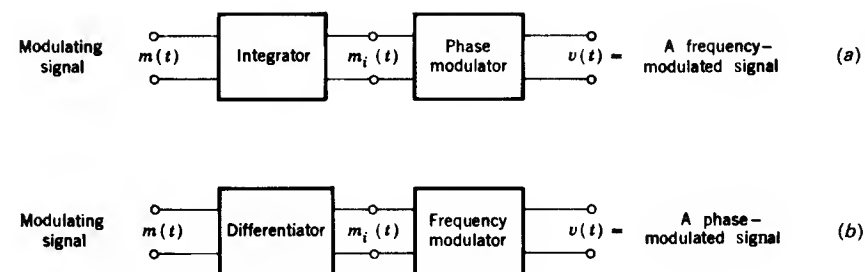 Modulating
signal
m(t)
Integrator
m_i (t)
Phase
modulator
v(t) =
A frequency–
modulated signal
(a)
Modulating
signal
m(t)
Differentiator
m_i (t)
Frequency
modulator
v(t) =
A phase–
modulated signal
(b)